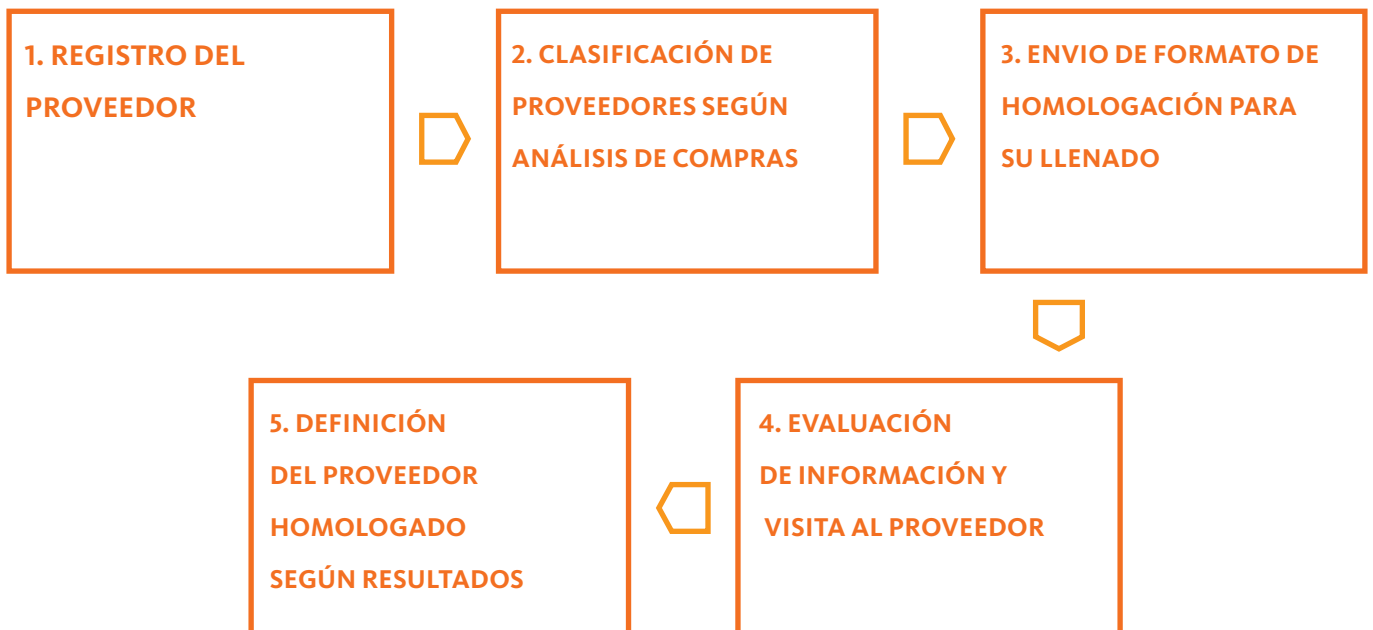 1. REGISTRO DEL
PROVEEDOR
2. CLASIFICACIÓN DE
PROVEEDORES SEGÚN
ANÁLISIS DE COMPRAS
3. ENVIO DE FORMATO DE
HOMOLOGACIÓN PARA
SU LLENADO
4. EVALUACIÓN
DE INFORMACIÓN Y
VISITA AL PROVEEDOR
5. DEFINICIÓN
DEL PROVEEDOR
HOMOLOGADO
SEGÚN RESULTADOS